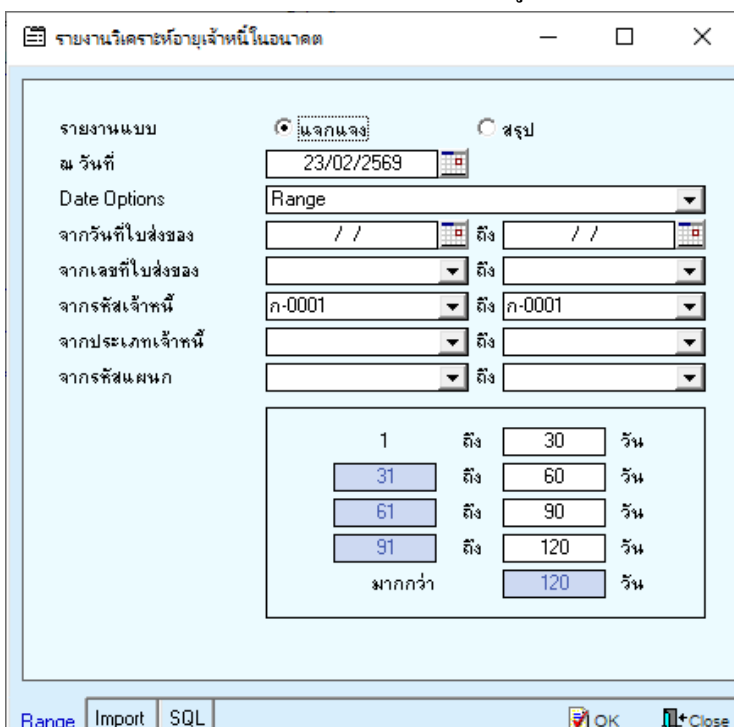 รายงานวิเคราะห์อายุเจ้าหนี้ในอนาคต
รายงานแบบ แจกแจง สรุป
ณ วันที่ 23/02/2569
Date Options Range
จากวันที่ใบส่งของ / / ถึง / /
จากเลขที่ใบส่งของ ถึง
จากรหัสเจ้าหนี้ ก-0001 ถึง ก-0001
จากประเภทเจ้าหนี้ ถึง
จากรหัสแผนก ถึง
1 ถึง 30 วัน
31 ถึง 60 วัน
61 ถึง 90 วัน
91 ถึง 120 วัน
มากกว่า 120 วัน
Range Import SQL OK Close